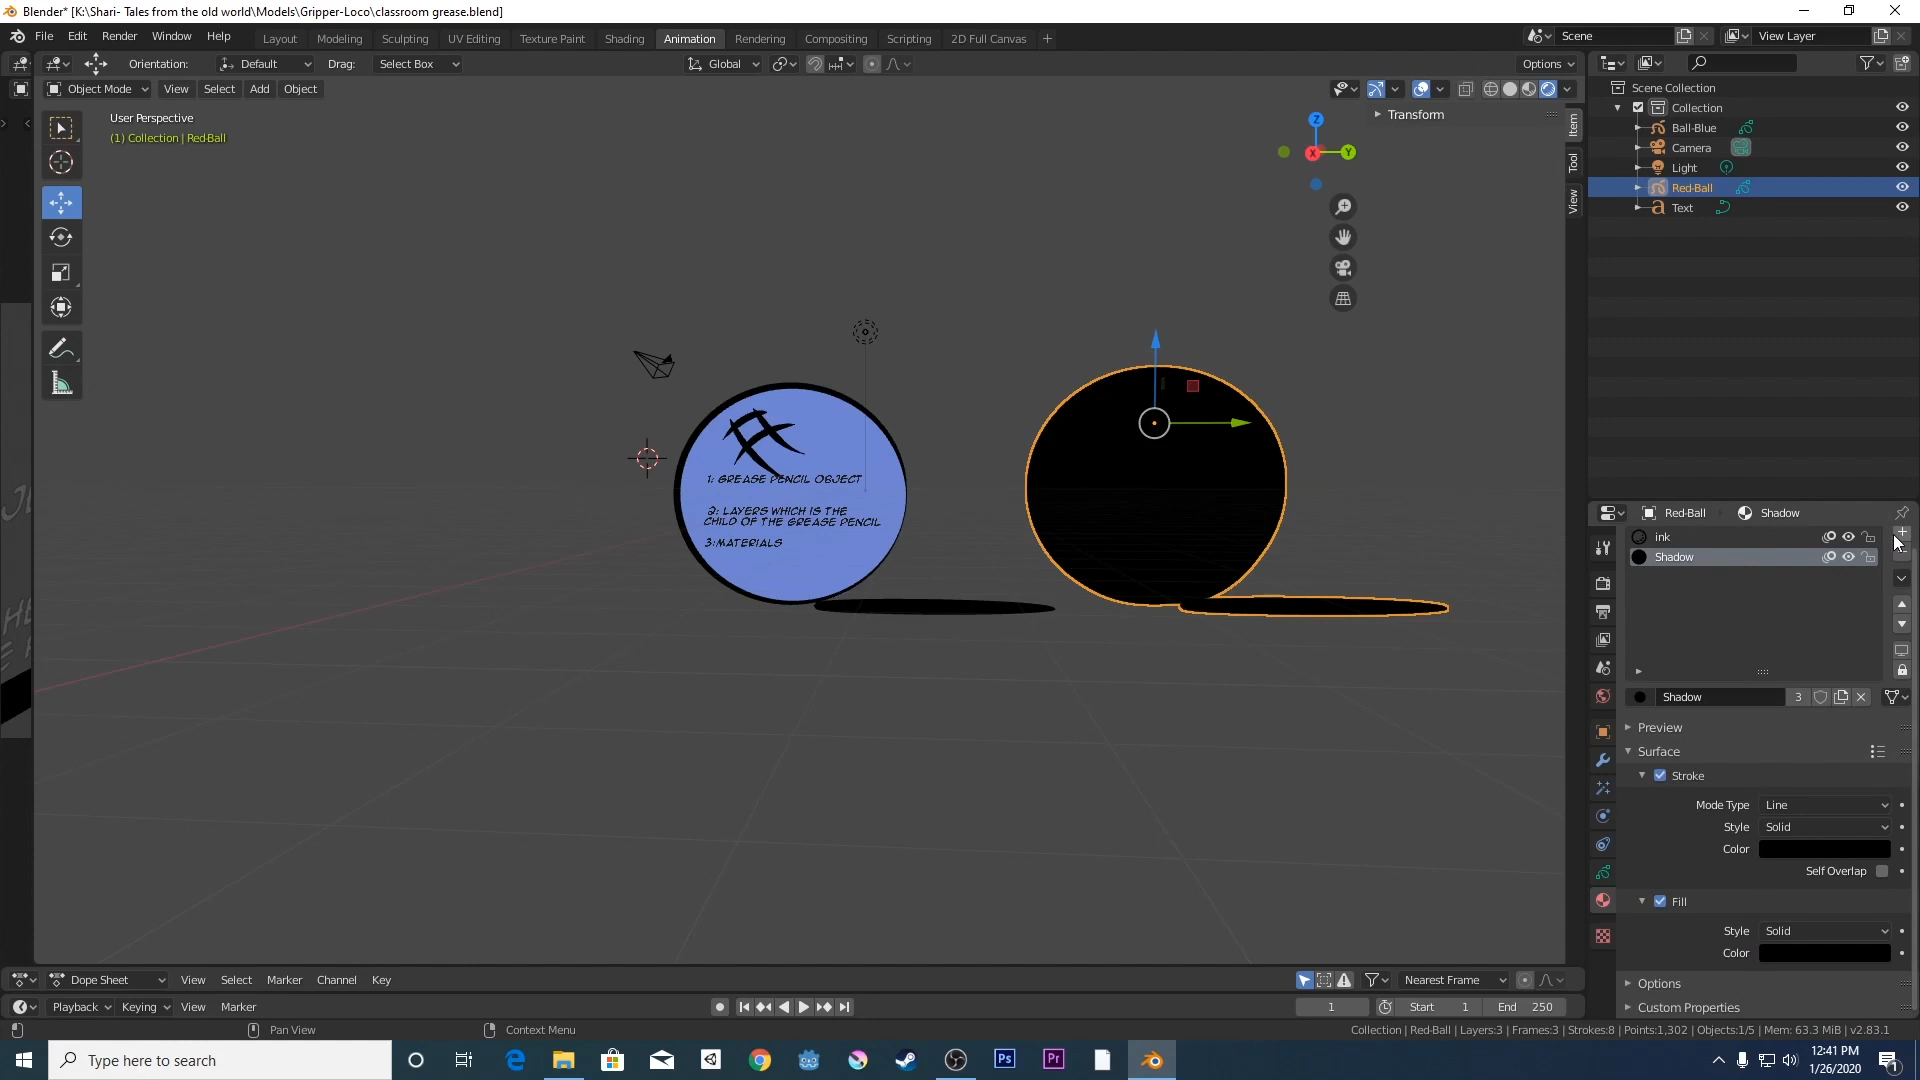 Blender* [K:\Shari- Tales from the old world\Models\Gripper-Loco\classroom grease.blend]
File Edit Render Window Help Layout Modeling Sculpting UV Editing Texture Paint Shading Animation Rendering Compositing Scripting 2D Full Canvas + Scene View Layer
Orientation: Default Drag: Select Box Global Options
Object Mode View Select Add Object
User Perspective
(1) Collection | Red-Ball
Transform
Item
Tool
View
Z
X Y
Scene Collection
Collection
Ball-Blue
Camera
Light
Red-Ball
Text
1: GREASE PENCIL OBJECT
2: LAYERS WHICH IS THE
CHILD OF THE GREASE PENCIL
3:MATERIALS
Red-Ball Shadow
ink
Shadow
Shadow 3
Preview
Surface
Stroke
Mode Type Line
Style Solid
Color
Self Overlap
Fill
Style Solid
Color
Options
Custom Properties
Dope Sheet View Select Marker Channel Key Nearest Frame
Playback Keying View Marker 1 Start 1 End 250
Pan View Context Menu Collection | Red-Ball | Layers:3 | Frames:3 | Strokes:8 | Points:1,302 | Objects:1/5 | Mem: 63.3 MiB | v2.83.1
Type here to search
Ps Pr
12:41 PM
1/26/2020
1